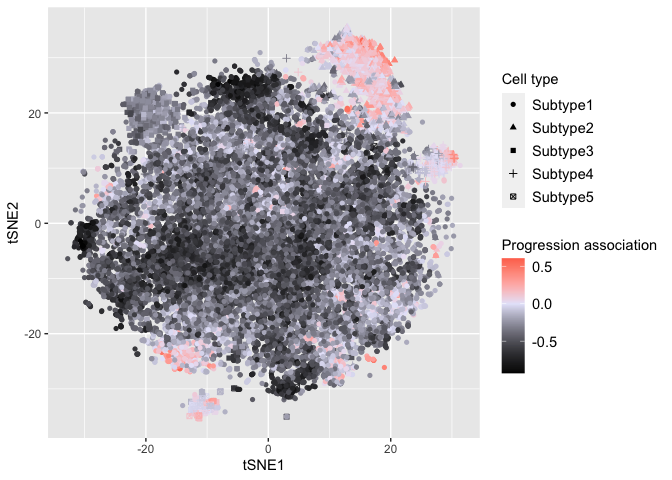 20
0
-20
tSNE2
-20
0
20
tSNE1
Cell type
Subtype1
Subtype2
Subtype3
Subtype4
Subtype5
Progression association
0.5
0.0
-0.5